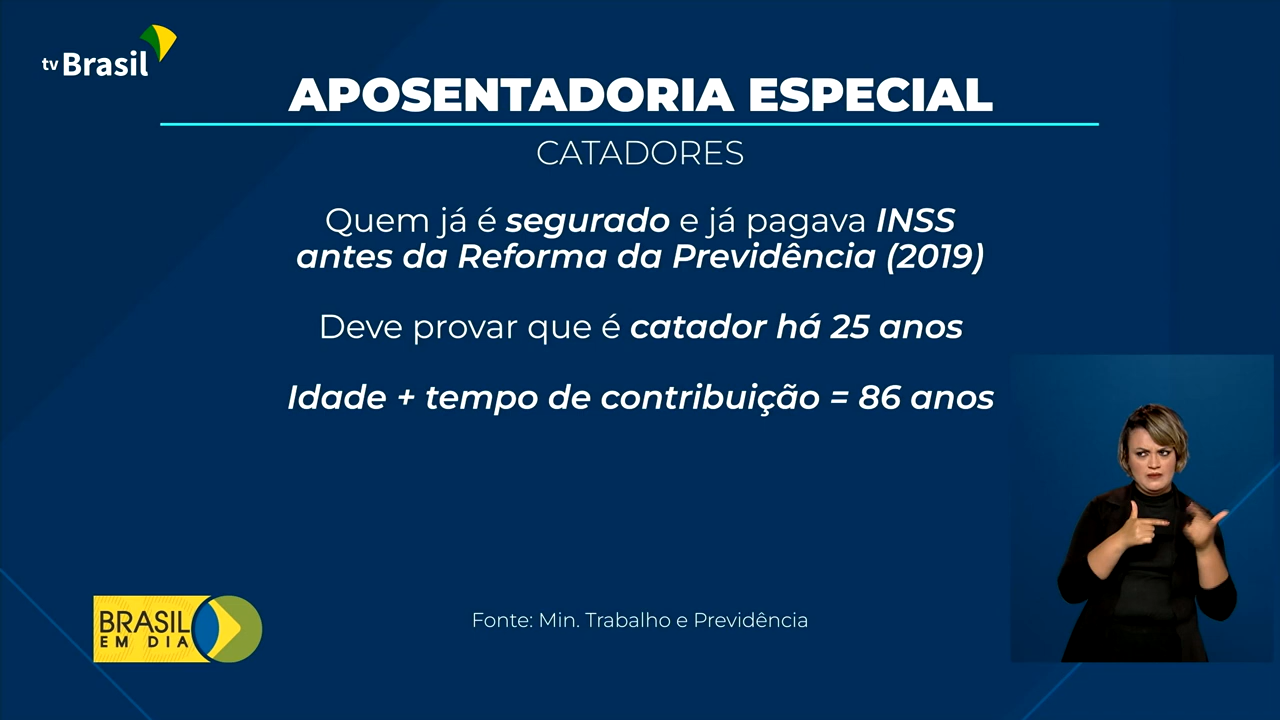 tv Brasil
APOSENTADORIA ESPECIAL
CATADORES
Quem já é segurado e já pagava INSS
antes da Reforma da Previdência (2019)
Deve provar que é catador há 25 anos
Idade + tempo de contribuição = 86 anos
BRASIL
EM DIA
Fonte: Min. Trabalho e Previdência